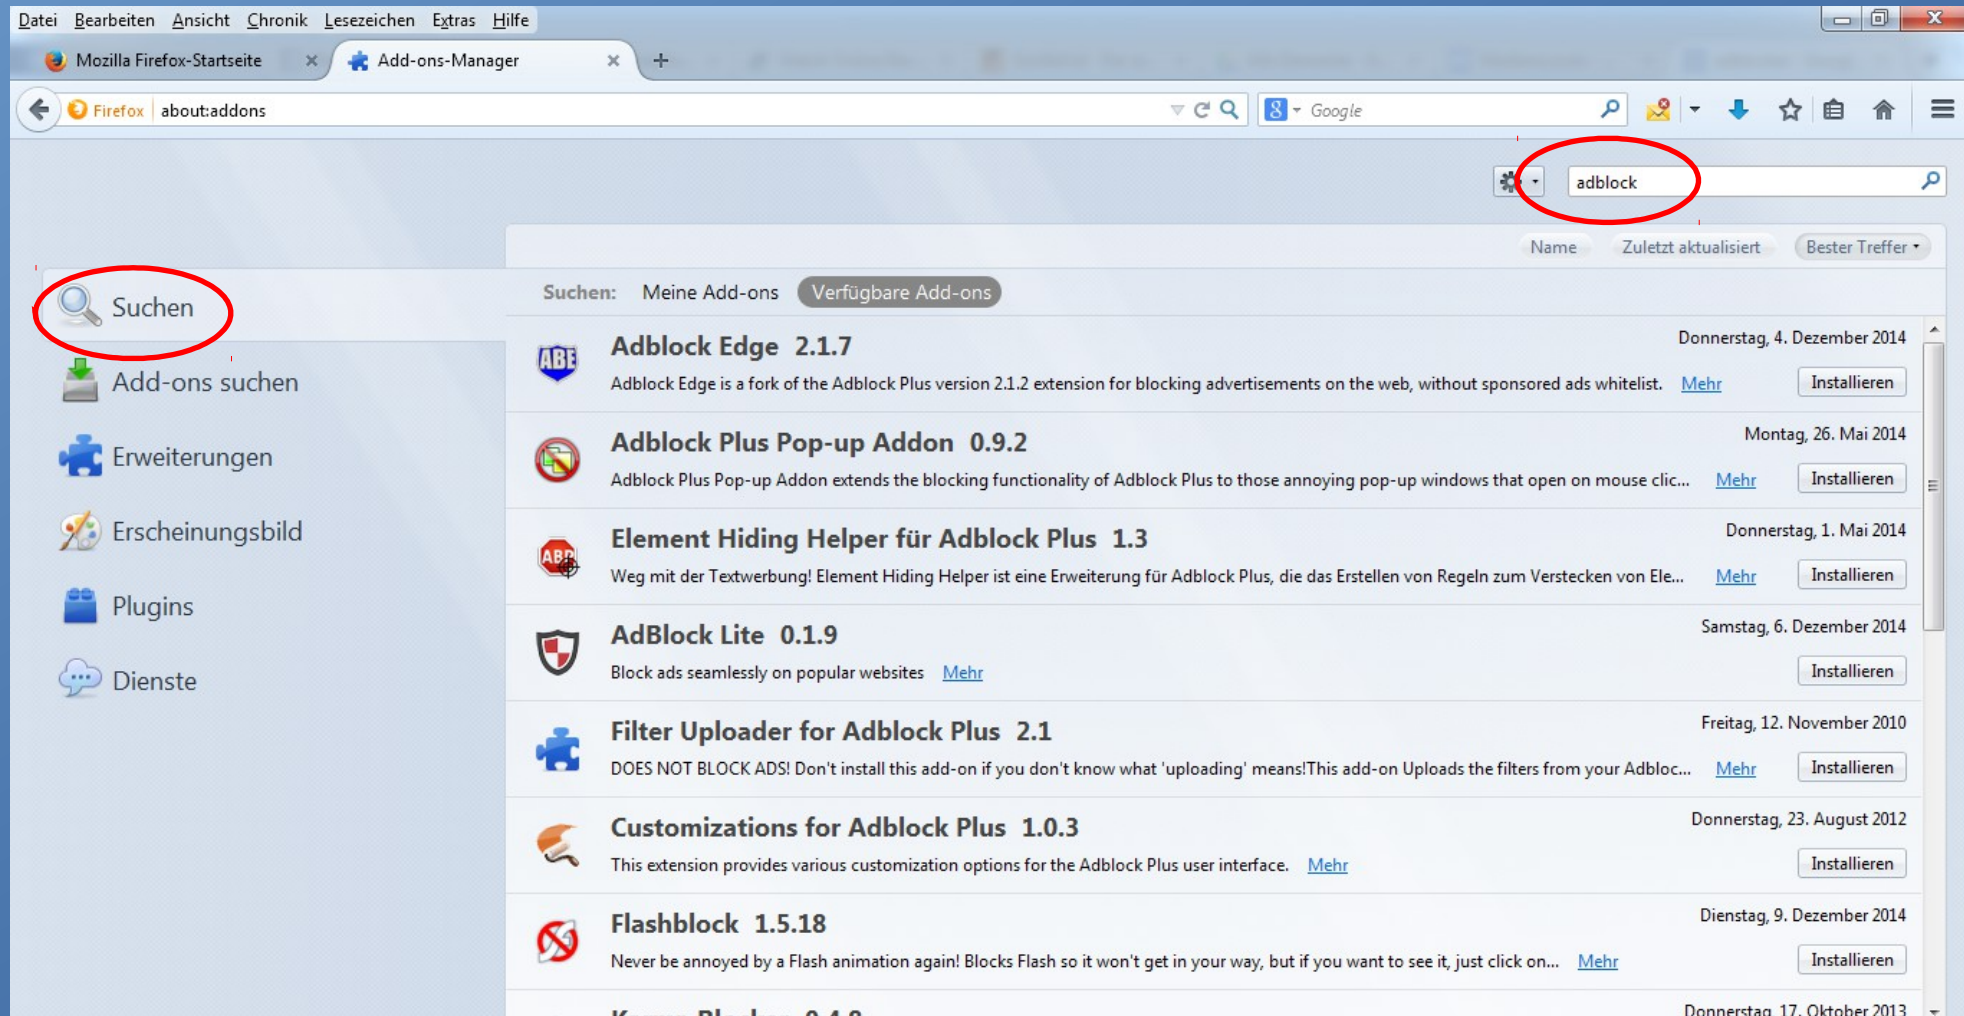 Datei Bearbeiten Ansicht Chronik Lesezeichen Extras Hilfe
Mozilla Firefox-Startseite
Add-ons-Manager
Firefox about:addons
Google
adblock
Name Zuletzt aktualisiert Bester Treffer
Suchen
Add-ons suchen
Erweiterungen
Erscheinungsbild
Plugins
Dienste
Suchen: Meine Add-ons Verfügbare Add-ons
Adblock Edge 2.1.7
Donnerstag, 4. Dezember 2014
Adblock Edge is a fork of the Adblock Plus version 2.1.2 extension for blocking advertisements on the web, without sponsored ads whitelist. Mehr
Installieren
Adblock Plus Pop-up Addon 0.9.2
Montag, 26. Mai 2014
Adblock Plus Pop-up Addon extends the blocking functionality of Adblock Plus to those annoying pop-up windows that open on mouse clic... Mehr
Installieren
Element Hiding Helper für Adblock Plus 1.3
Donnerstag, 1. Mai 2014
Weg mit der Textwerbung! Element Hiding Helper ist eine Erweiterung für Adblock Plus, die das Erstellen von Regeln zum Verstecken von Ele... Mehr
Installieren
AdBlock Lite 0.1.9
Samstag, 6. Dezember 2014
Block ads seamlessly on popular websites Mehr
Installieren
Filter Uploader for Adblock Plus 2.1
Freitag, 12. November 2010
DOES NOT BLOCK ADS! Don't install this add-on if you don't know what 'uploading' means!This add-on Uploads the filters from your Adbloc... Mehr
Installieren
Customizations for Adblock Plus 1.0.3
Donnerstag, 23. August 2012
This extension provides various customization options for the Adblock Plus user interface. Mehr
Installieren
Flashblock 1.5.18
Dienstag, 9. Dezember 2014
Never be annoyed by a Flash animation again! Blocks Flash so it won't get in your way, but if you want to see it, just click on... Mehr
Installieren
Donnerstag, 17. Oktober 2013